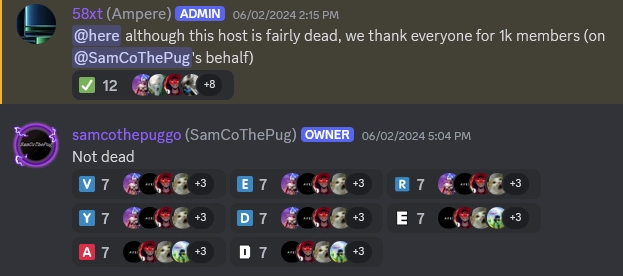 58xt (Ampere) ADMIN 06/02/2024 2:15 PM
@here although this host is fairly dead, we thank everyone for 1k members (on
@SamCoThePug's behalf)
✅ 12 +8
SamCoThePug
samcothepuggo (SamCoThePug) OWNER 06/02/2024 5:04 PM
Not dead
V 7 +3 E 7 +3 R 7 +3
Y 7 +3 D 7 +3 E 7 +3
A 7 +3 D 7 +3